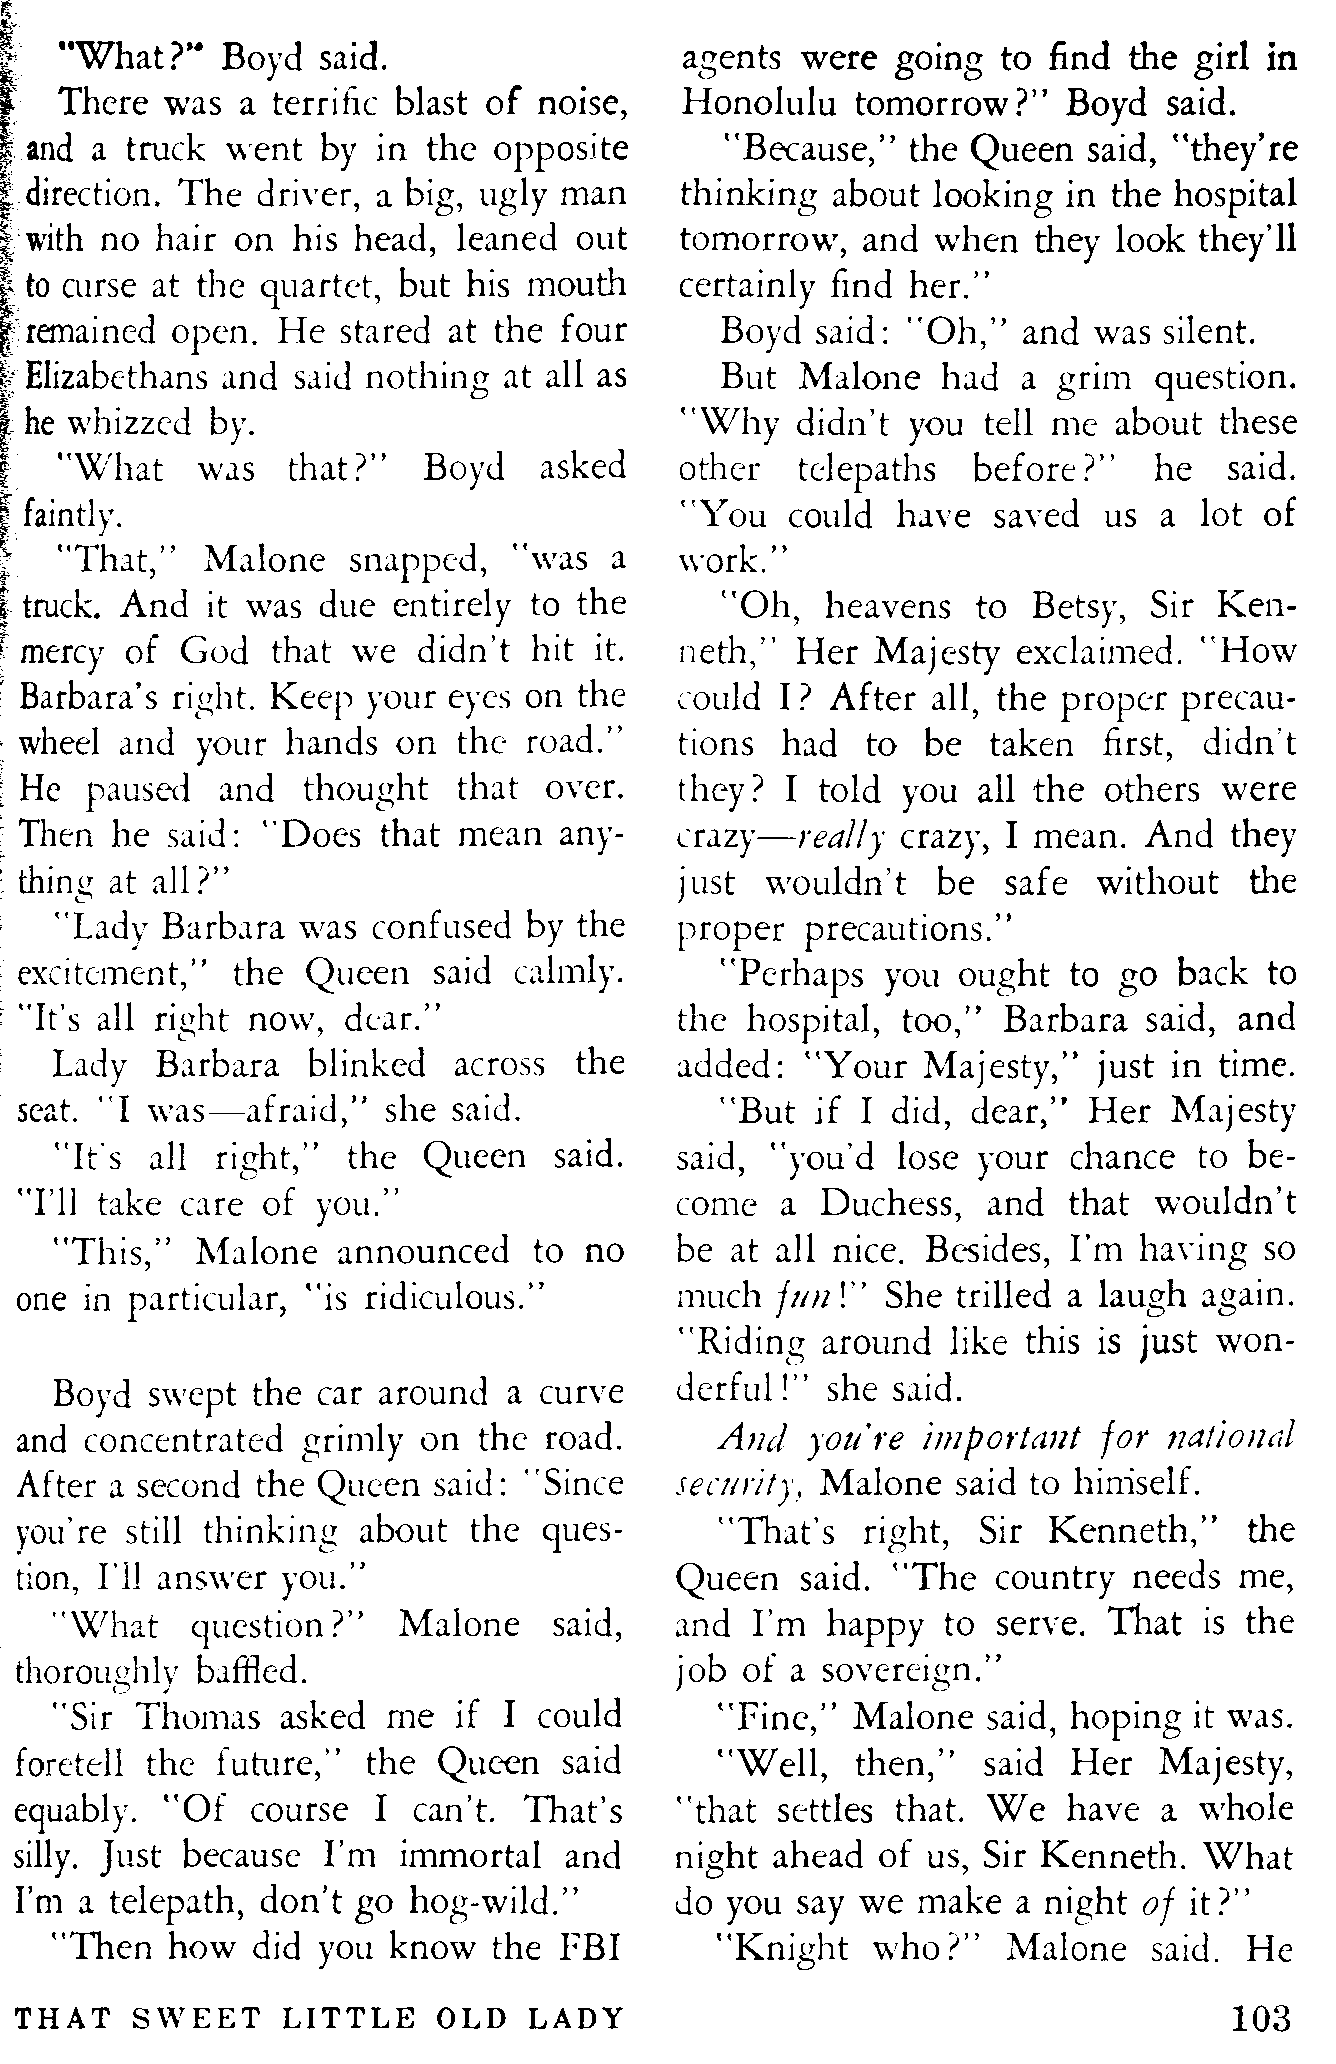 "What?" Boyd said.
There was a terrific blast of noise,
and a truck went by in the opposite
direction. The driver, a big, ugly man
with no hair on his head, leaned out
to curse at the quartet, but his mouth
remained open. He stared at the four
Elizabethans and said nothing at all as
he whizzed by.
"What was that?" Boyd asked
faintly.
"That," Malone snapped, "was a
truck. And it was due entirely to the
mercy of God that we didn't hit it.
Barbara's right. Keep your eyes on the
wheel and your hands on the road."
He paused and thought that over.
Then he said: "Does that mean any-
thing at all?"
"Lady Barbara was confused by the
excitement," the Queen said calmly.
"It's all right now, dear."
Lady Barbara blinked across the
seat. "I was—afraid," she said.
"It's all right," the Queen said.
"I'll take care of you."
"This," Malone announced to no
one in particular, "is ridiculous."
Boyd swept the car around a curve
and concentrated grimly on the road.
After a second the Queen said: "Since
you're still thinking about the ques-
tion, I'll answer you."
"What question?" Malone said,
thoroughly baffled.
"Sir Thomas asked me if I could
foretell the future," the Queen said
equably. "Of course I can't. That's
silly. Just because I'm immortal and
I'm a telepath, don't go hog-wild."
"Then how did you know the FBI
agents were going to find the girl in
Honolulu tomorrow?" Boyd said.
"Because," the Queen said, "they're
thinking about looking in the hospital
tomorrow, and when they look they'll
certainly find her."
Boyd said: "Oh," and was silent.
But Malone had a grim question.
"Why didn't you tell me about these
other telepaths before?" he said.
"You could have saved us a lot of
work."
"Oh, heavens to Betsy, Sir Ken-
neth," Her Majesty exclaimed. "How
could I? After all, the proper precau-
tions had to be taken first, didn't
they? I told you all the others were
crazy—really crazy, I mean. And they
just wouldn't be safe without the
proper precautions."
"Perhaps you ought to go back to
the hospital, too," Barbara said, and
added: "Your Majesty," just in time.
"But if I did, dear," Her Majesty
said, "you'd lose your chance to be-
come a Duchess, and that wouldn't
be at all nice. Besides, I'm having so
much fun!" She trilled a laugh again.
"Riding around like this is just won-
derful!" she said.
And you're important for national
security, Malone said to himself.
"That's right, Sir Kenneth," the
Queen said. "The country needs me,
and I'm happy to serve. That is the
job of a sovereign."
"Fine," Malone said, hoping it was.
"Well, then," said Her Majesty,
"that settles that. We have a whole
night ahead of us, Sir Kenneth. What
do you say we make a night of it?"
"Knight who?" Malone said. He
THAT SWEET LITTLE OLD LADY
103